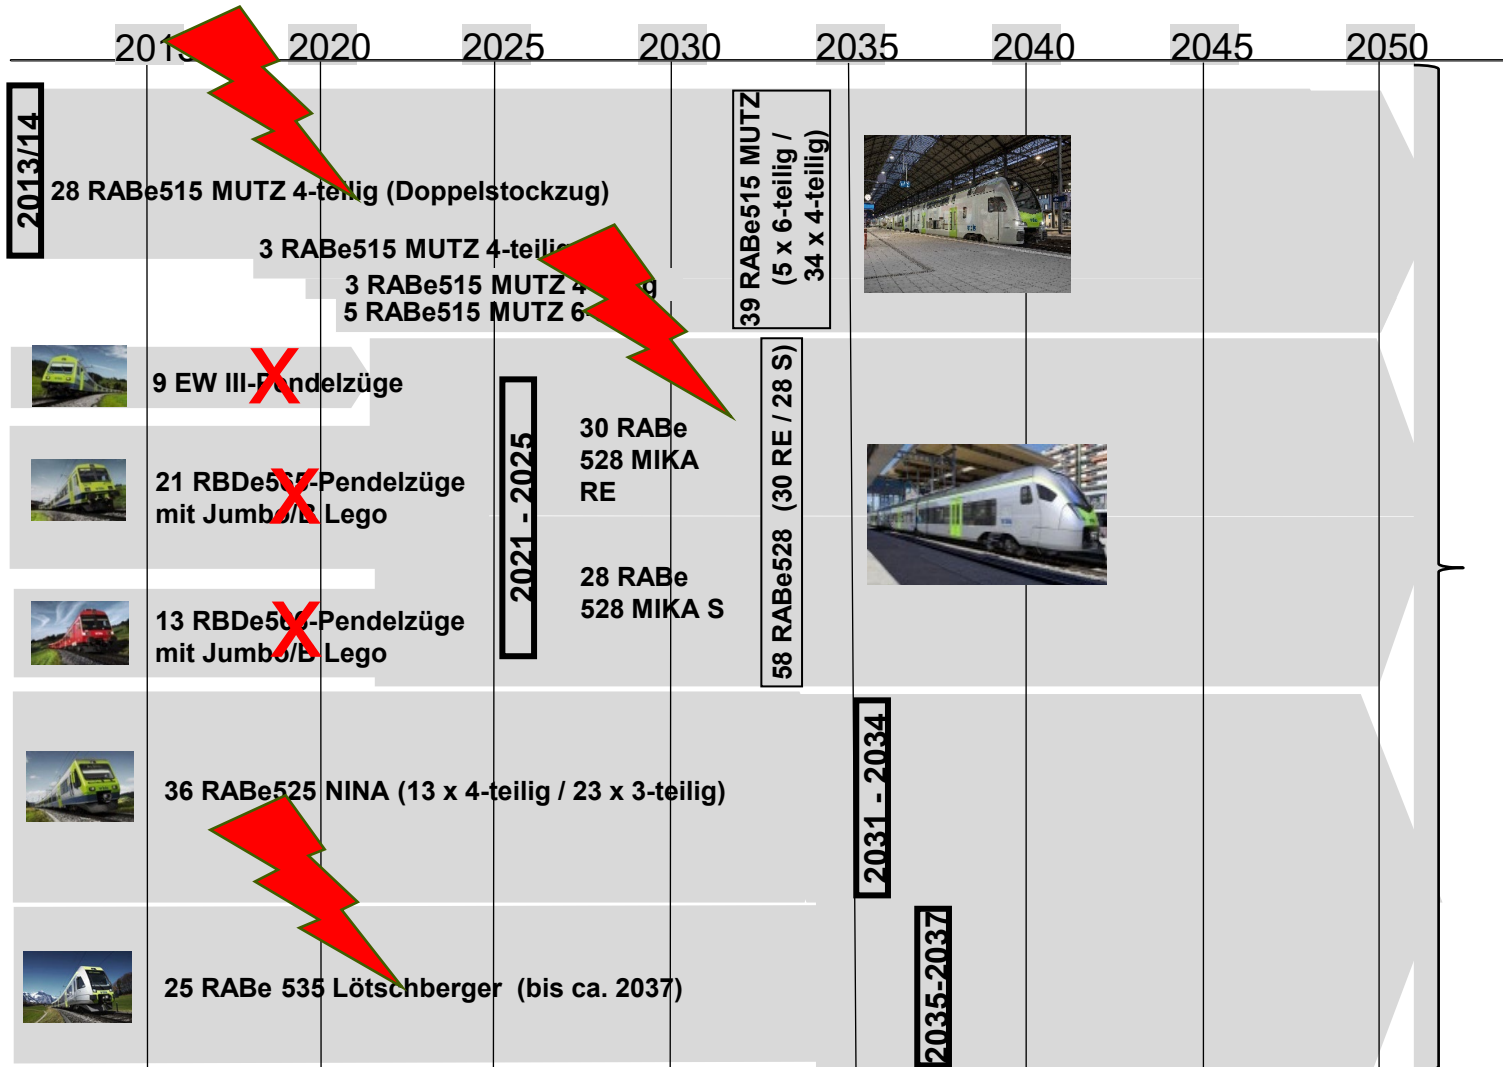 2015 2020 2025 2030 2035 2040 2045 2050
2013/14
28 RABe515 MUTZ 4-teilig (Doppelstockzug)
3 RABe515 MUTZ 4-teilig
3 RABe515 MUTZ 4
5 RABe515 MUTZ 6-
39 RABe515 MUTZ
(5 x 6-teilig /
34 x 4-teilig)
9 EW III-Pendelzüge
X
21 RBDe565-Pendelzüge
mit Jumbo/B Lego
X
13 RBDe566-Pendelzüge
mit Jumbo/B Lego
X
2021 - 2025
30 RABe
528 MIKA
RE
28 RABe
528 MIKA S
58 RABe528 (30 RE / 28 S)
36 RABe525 NINA (13 x 4-teilig / 23 x 3-teilig)
2031 - 2034
25 RABe 535 Lötschberger (bis ca. 2037)
2035-2037